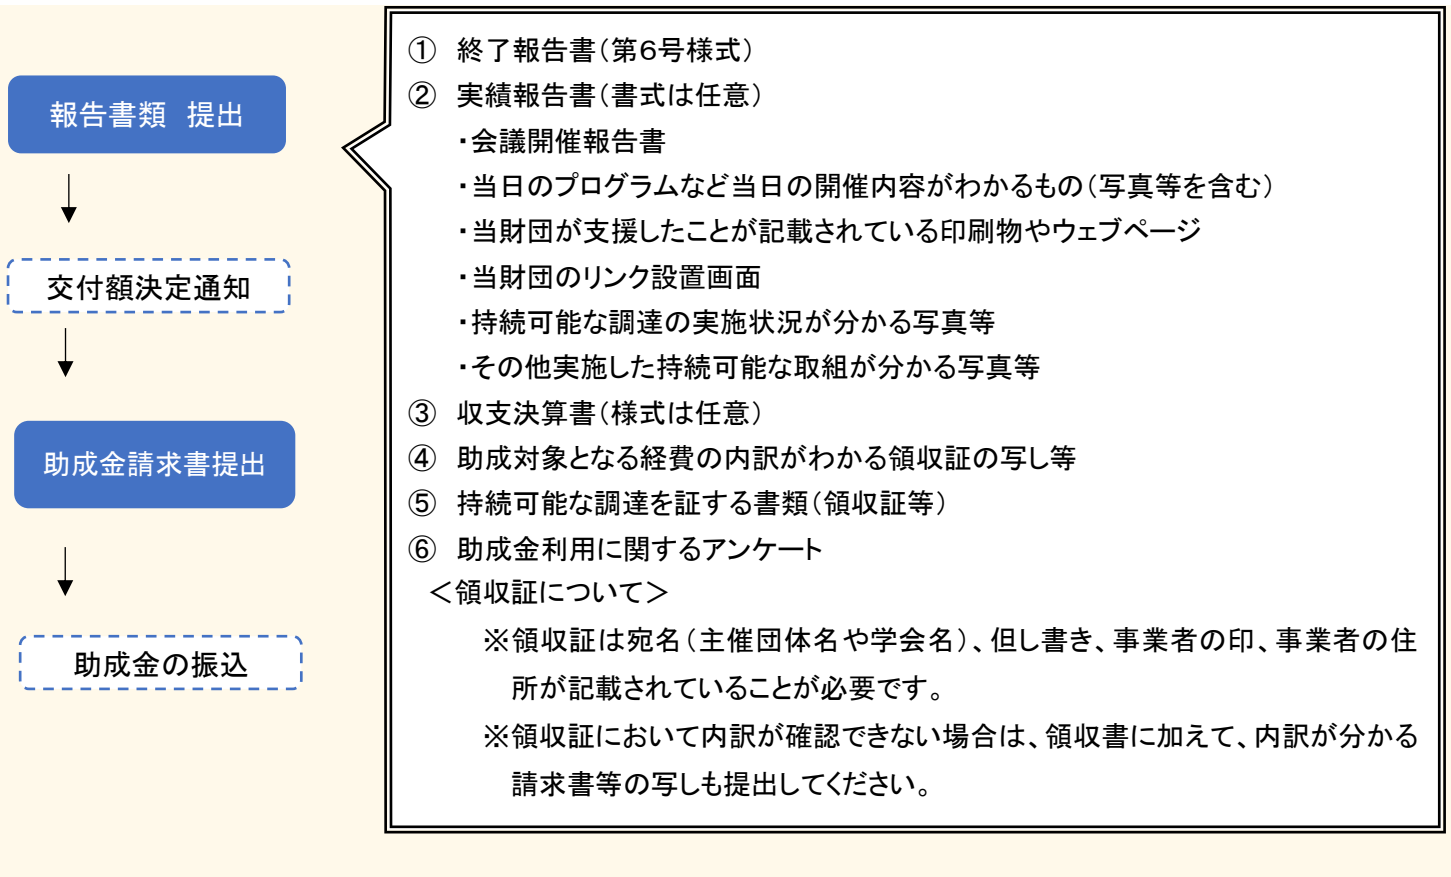 報告書類　提出
交付額決定通知
助成金請求書提出
助成金の振込
①　終了報告書（第６号様式）
②　実績報告書（書式は任意）
・会議開催報告書
・当日のプログラムなど当日の開催内容がわかるもの（写真等を含む）
・当財団が支援したことが記載されている印刷物やウェブページ
・当財団のリンク設置画面
・持続可能な調達の実施状況が分かる写真等
・その他実施した持続可能な取組が分かる写真等
③　収支決算書（様式は任意）
④　助成対象となる経費の内訳がわかる領収証の写し等
⑤　持続可能な調達を証する書類（領収証等）
⑥　助成金利用に関するアンケート
＜領収証について＞
※領収証は宛名（主催団体名や学会名）、但し書き、事業者の印、事業者の住
所が記載されていることが必要です。
※領収証において内訳が確認できない場合は、領収書に加えて、内訳が分かる
請求書等の写しも提出してください。